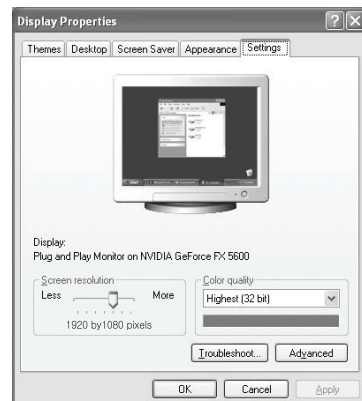 Display Properties
Themes Desktop Screen Saver Appearance Settings
Display:
Plug and Play Monitor on NVIDIA GeForce FX 5600
Screen resolution
Less More
1920 by1080 pixels
Color quality
Highest (32 bit)
Troubleshoot... Advanced
OK Cancel Apply